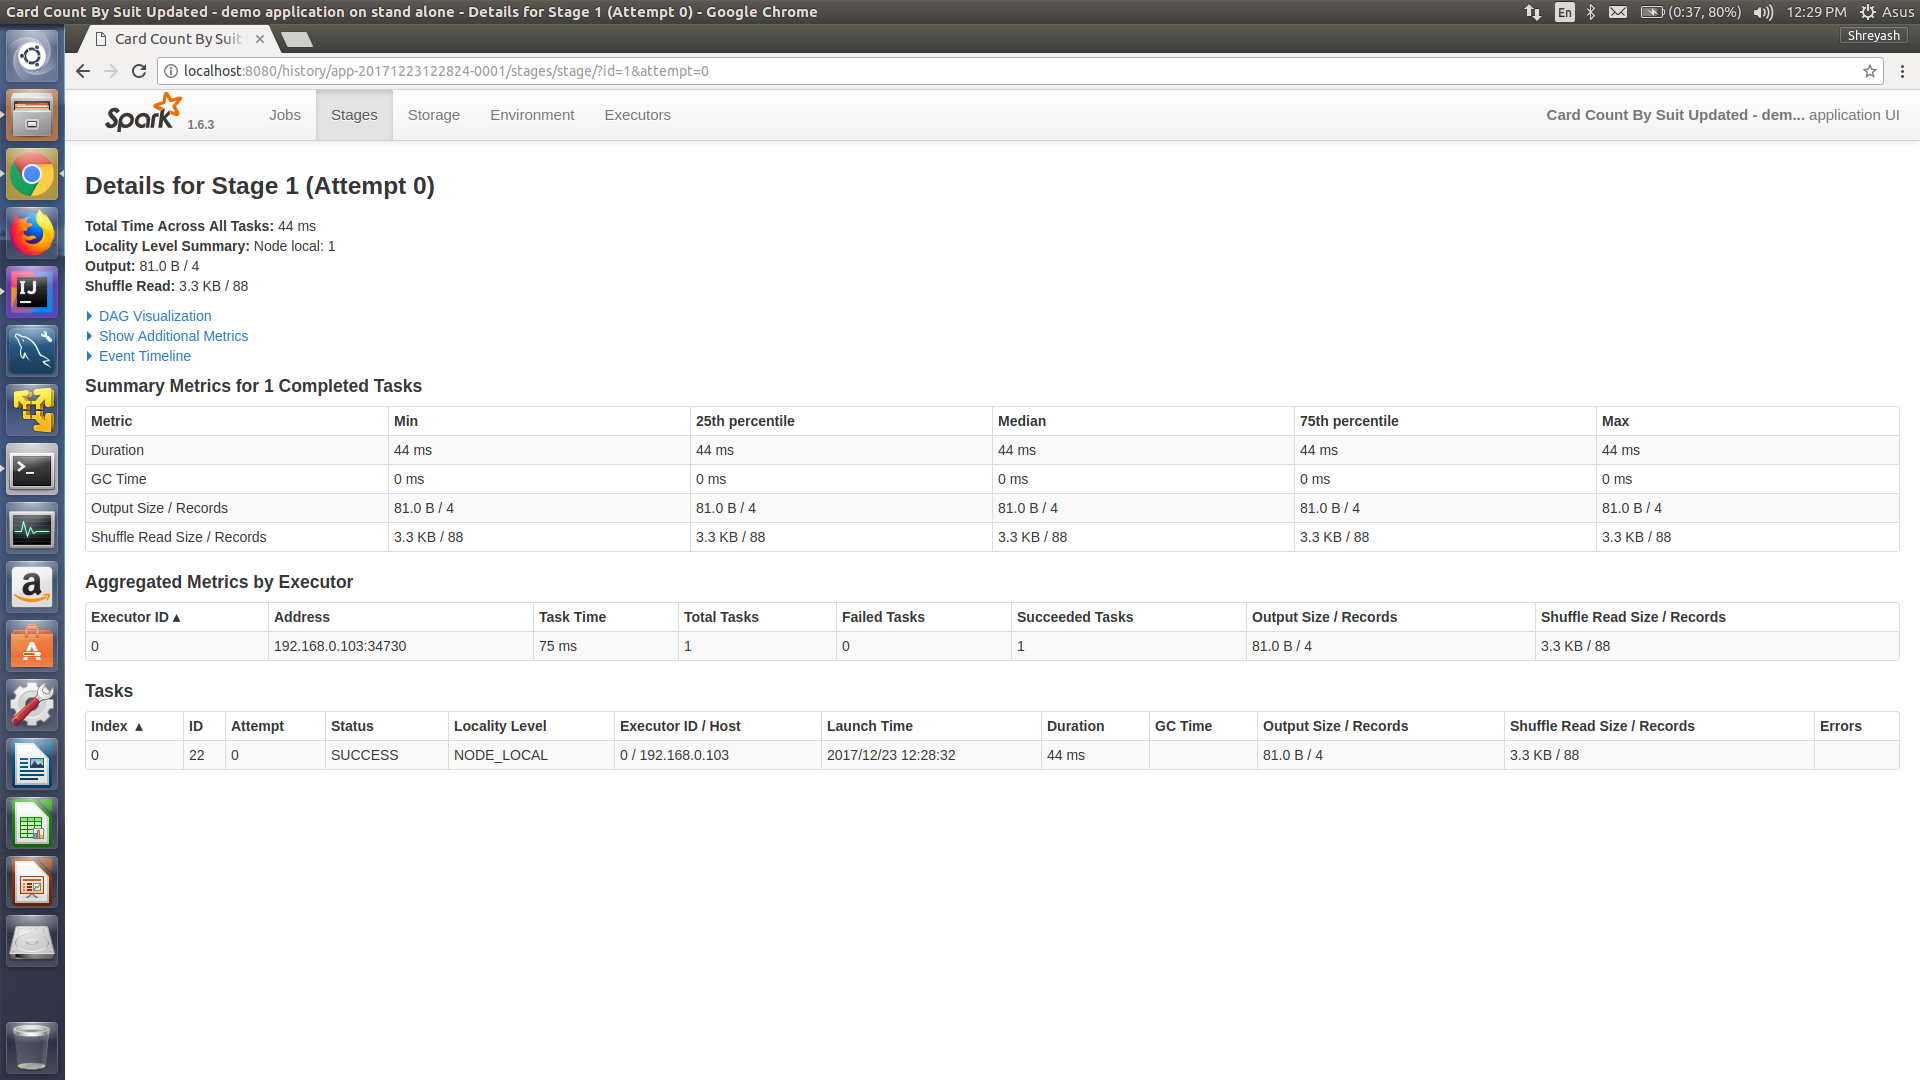 Card Count By Suit Updated - demo application on stand alone - Details for Stage 1 (Attempt 0) - Google Chrome
En (0:37, 80%) 12:29 PM Asus
Card Count By Suit
Shreyash
localhost:8080/history/app-20171223122824-0001/stages/stage/?id=1&attempt=0
Spark 1.6.3 Jobs Stages Storage Environment Executors Card Count By Suit Updated - dem... application UI
Details for Stage 1 (Attempt 0)
Total Time Across All Tasks: 44 ms
Locality Level Summary: Node local: 1
Output: 81.0 B / 4
Shuffle Read: 3.3 KB / 88
DAG Visualization
Show Additional Metrics
Event Timeline
Summary Metrics for 1 Completed Tasks
Metric Min 25th percentile Median 75th percentile Max
Duration 44 ms 44 ms 44 ms 44 ms 44 ms
GC Time 0 ms 0 ms 0 ms 0 ms 0 ms
Output Size / Records 81.0 B / 4 81.0 B / 4 81.0 B / 4 81.0 B / 4 81.0 B / 4
Shuffle Read Size / Records 3.3 KB / 88 3.3 KB / 88 3.3 KB / 88 3.3 KB / 88 3.3 KB / 88
Aggregated Metrics by Executor
Executor ID ▴ Address Task Time Total Tasks Failed Tasks Succeeded Tasks Output Size / Records Shuffle Read Size / Records
0 192.168.0.103:34730 75 ms 1 0 1 81.0 B / 4 3.3 KB / 88
Tasks
Index ▴ ID Attempt Status Locality Level Executor ID / Host Launch Time Duration GC Time Output Size / Records Shuffle Read Size / Records Errors
0 22 0 SUCCESS NODE_LOCAL 0 / 192.168.0.103 2017/12/23 12:28:32 44 ms 81.0 B / 4 3.3 KB / 88